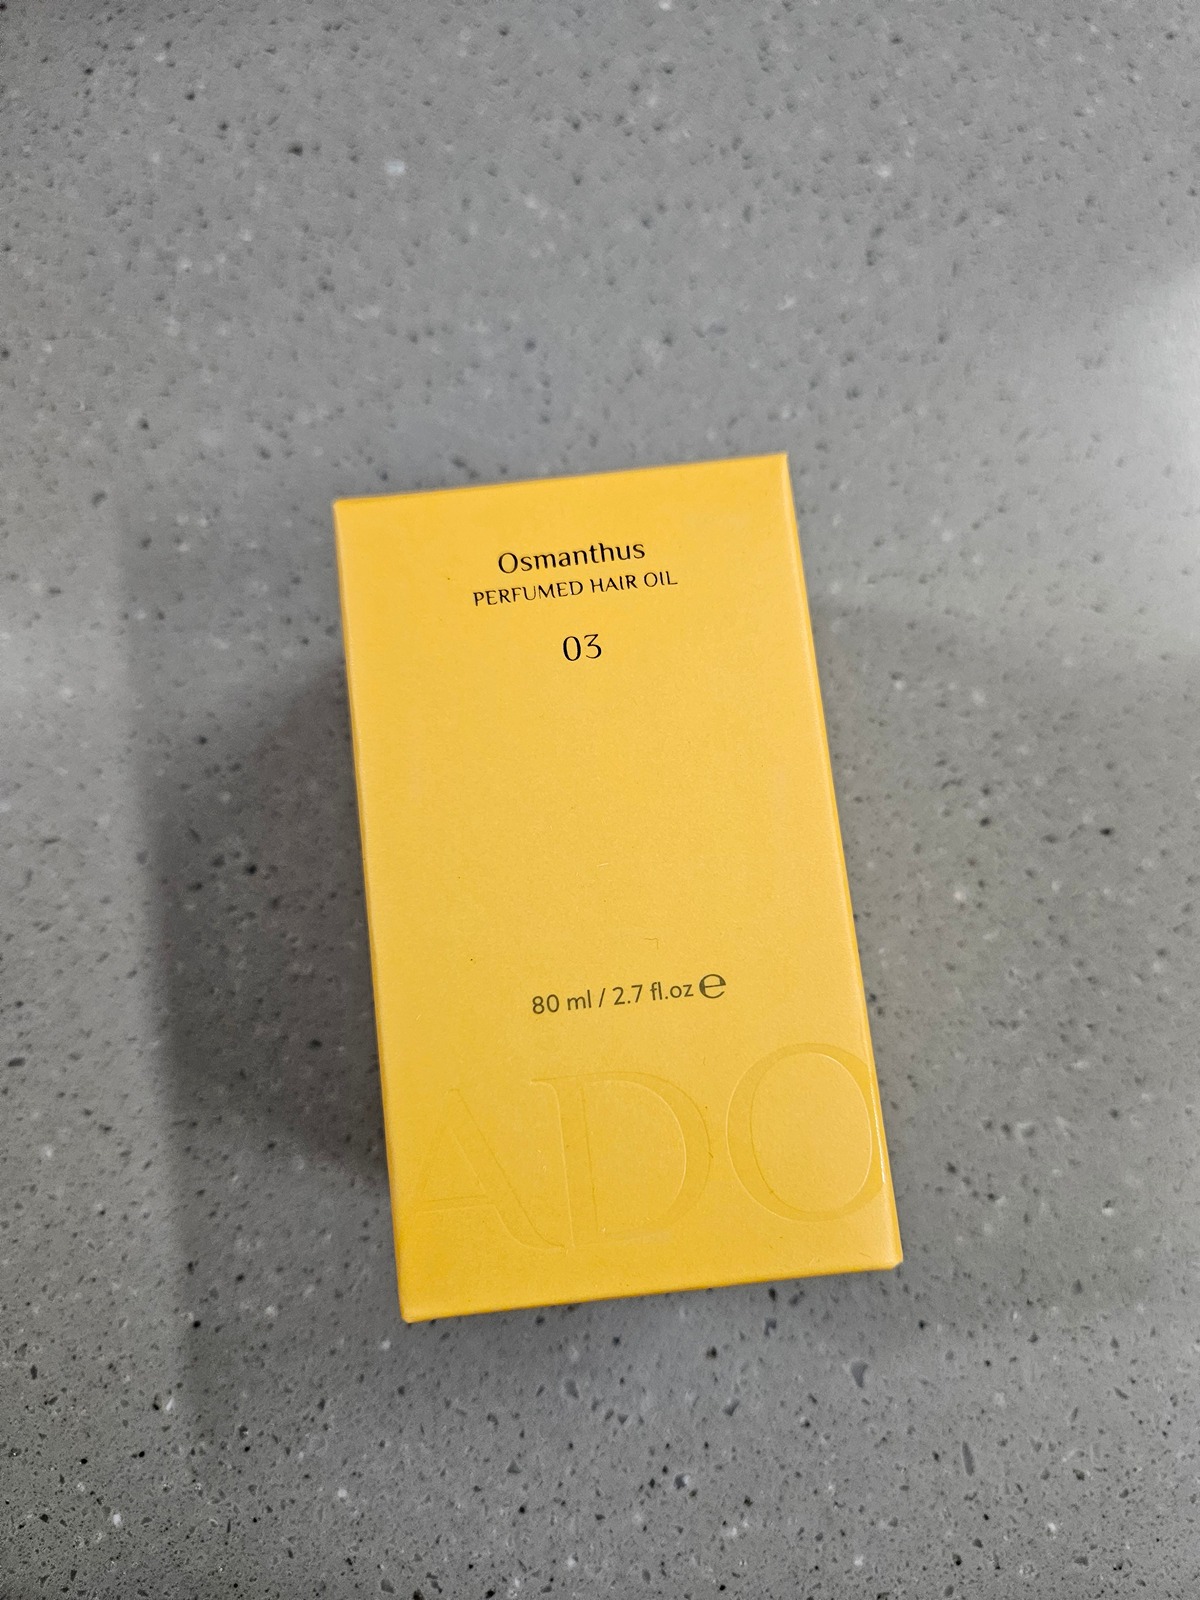 Osmanthus
PERFUMED HAIR OIL
03
80 ml / 2.7 fl.oz ℮
ADO